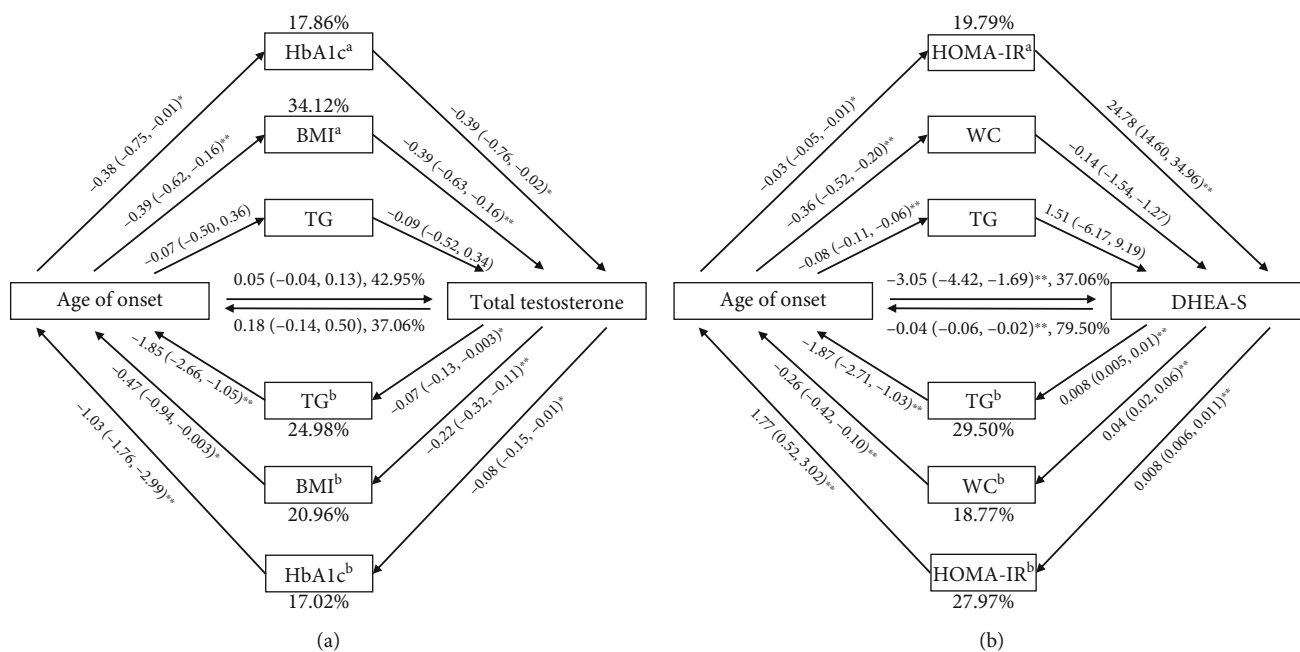 17.86%
HbA1cᵃ
34.12%
BMIᵃ
TG
−0.38 (−0.75, −0.01)*
−0.39 (−0.62, −0.16)**
−0.07 (−0.50, 0.36)
−0.39 (−0.76, −0.02)*
−0.39 (−0.63, −0.16)**
−0.09 (−0.52, 0.34)
Age of onset
0.05 (−0.04, 0.13), 42.95%
0.18 (−0.14, 0.50), 37.06%
Total testosterone
−1.85 (−2.66, −1.05)**
−0.47 (−0.94, −0.003)*
−1.03 (−1.76, −2.99)**
−0.07 (−0.13, −0.003)*
−0.22 (−0.32, −0.11)**
−0.08 (−0.15, −0.01)*
TGᵇ
24.98%
BMIᵇ
20.96%
HbA1cᵇ
17.02%
(a)
19.79%
HOMA-IRᵃ
WC
TG
−0.03 (−0.05, −0.01)*
−0.36 (−0.52, −0.20)**
−0.08 (−0.11, −0.06)**
24.78 (14.60, 34.96)**
−0.14 (−1.54, −1.27)
1.51 (−6.17, 9.19)
Age of onset
−3.05 (−4.42, −1.69)**, 37.06%
−0.04 (−0.06, −0.02)**, 79.50%
DHEA-S
−1.87 (−2.71, −1.03)**
−0.26 (−0.42, −0.10)**
1.77 (0.52, 3.02)**
0.008 (0.005, 0.01)**
0.04 (0.02, 0.06)**
0.008 (0.006, 0.011)**
TGᵇ
29.50%
WCᵇ
18.77%
HOMA-IRᵇ
27.97%
(b)